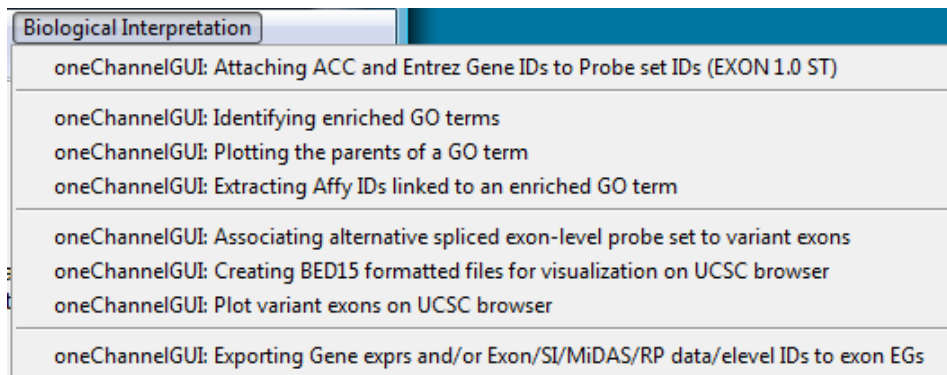 Biological Interpretation
oneChannelGUI: Attaching ACC and Entrez Gene IDs to Probe set IDs (EXON 1.0 ST)
oneChannelGUI: Identifying enriched GO terms
oneChannelGUI: Plotting the parents of a GO term
oneChannelGUI: Extracting Affy IDs linked to an enriched GO term
oneChannelGUI: Associating alternative spliced exon-level probe set to variant exons
oneChannelGUI: Creating BED15 formatted files for visualization on UCSC browser
oneChannelGUI: Plot variant exons on UCSC browser
oneChannelGUI: Exporting Gene exprs and/or Exon/SI/MiDAS/RP data/elevel IDs to exon EGs